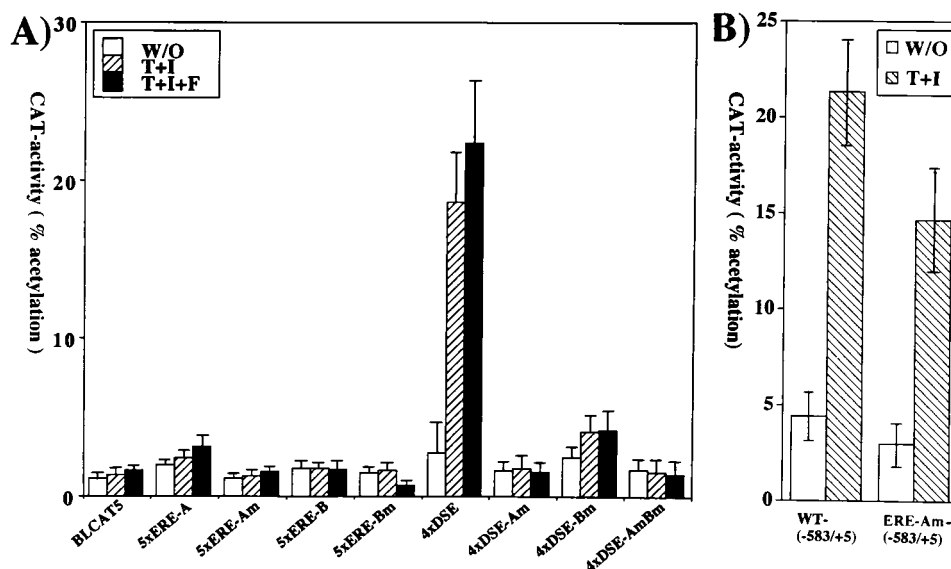 A)
CAT-activity ( % acetylation )
30
20
10
0
W/O
T+I
T+I+F
BLCAT5
5xERE-A
5xERE-Am
5xERE-B
5xERE-Bm
4xDSE
4xDSE-Am
4xDSE-Bm
4xDSE-AmBm
B)
CAT-activity ( % acetylation)
25
20
15
10
5
0
W/O
T+I
WT-
(-583/+5)
ERE-Am-
(-583/+5)